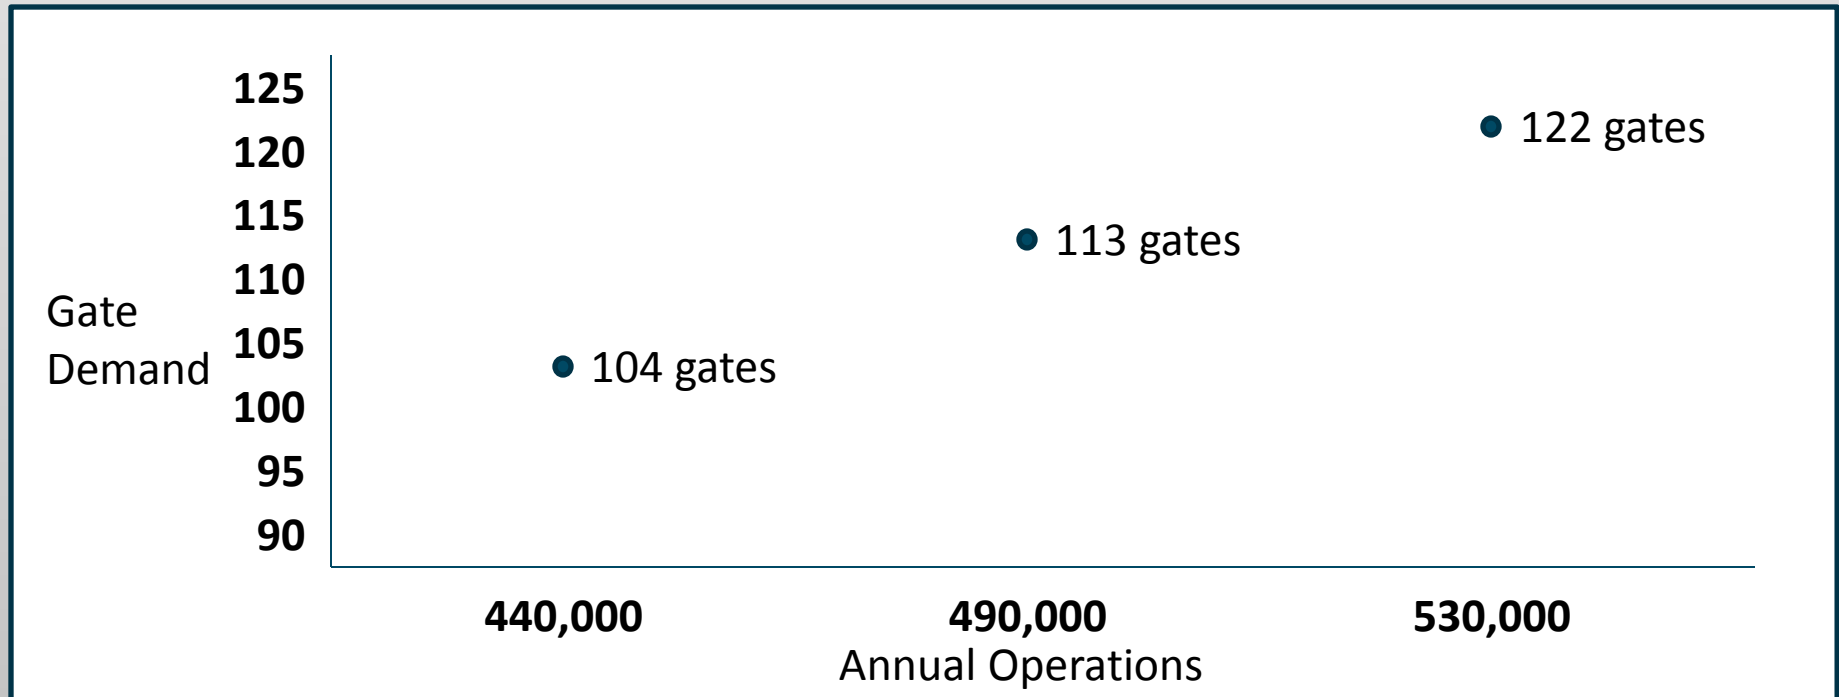 125
120
115
110
105
100
95
90
Gate
Demand
122 gates
113 gates
104 gates
440,000
490,000
530,000
Annual Operations